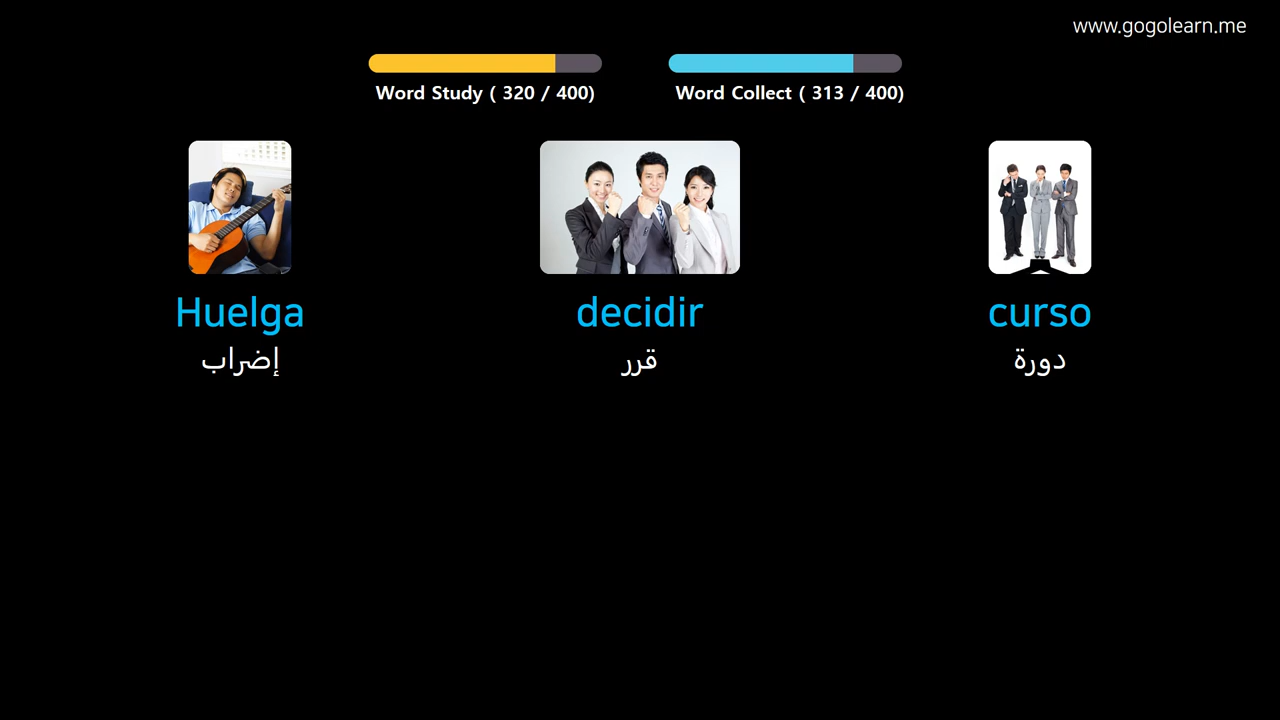 www.gogolearn.me
Word Study ( 320 / 400)
Word Collect ( 313 / 400)
Huelga
decidir
curso
إضراب
قرر
دورة